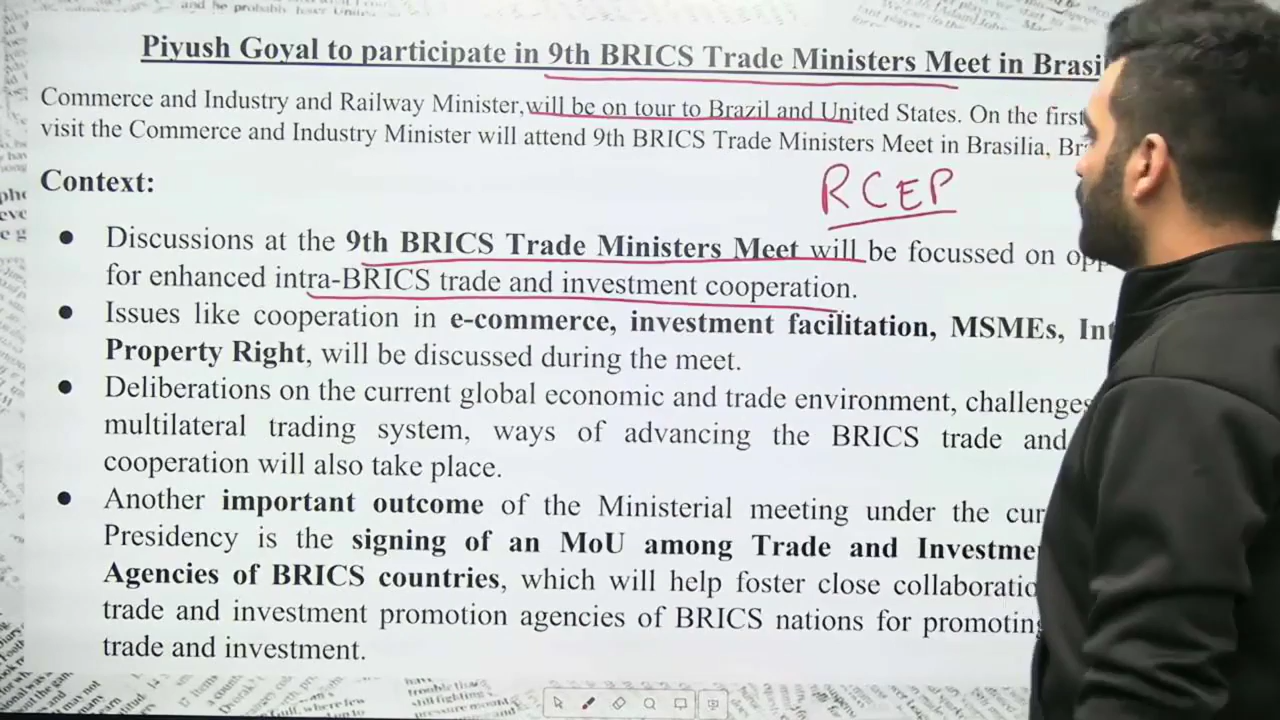 Piyush Goyal to participate in 9th BRICS Trade Ministers Meet in Brasil
Commerce and Industry and Railway Minister,will be on tour to Brazil and United States. On the first
visit the Commerce and Industry Minister will attend 9th BRICS Trade Ministers Meet in Brasilia, Br
RCEP
Context:
● Discussions at the 9th BRICS Trade Ministers Meet will be focussed on opp
for enhanced intra-BRICS trade and investment cooperation.
● Issues like cooperation in e-commerce, investment facilitation, MSMEs, Int
Property Right, will be discussed during the meet.
● Deliberations on the current global economic and trade environment, challenges
multilateral trading system, ways of advancing the BRICS trade and
cooperation will also take place.
● Another important outcome of the Ministerial meeting under the cur
Presidency is the signing of an MoU among Trade and Investme
Agencies of BRICS countries, which will help foster close collaboratio
trade and investment promotion agencies of BRICS nations for promoting
trade and investment.